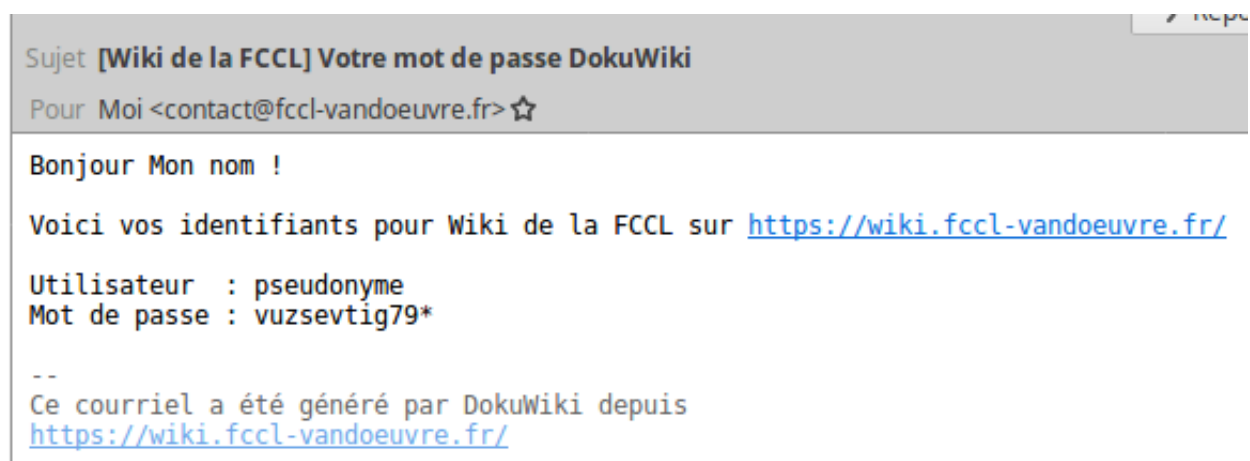 Sujet [Wiki de la FCCL] Votre mot de passe DokuWiki
Pour Moi <contact@fccl-vandoeuvre.fr>
Bonjour Mon nom !
Voici vos identifiants pour Wiki de la FCCL sur https://wiki.fccl-vandoeuvre.fr/
Utilisateur : pseudonyme
Mot de passe : vuzsevtig79*
--
Ce courriel a été généré par DokuWiki depuis
https://wiki.fccl-vandoeuvre.fr/